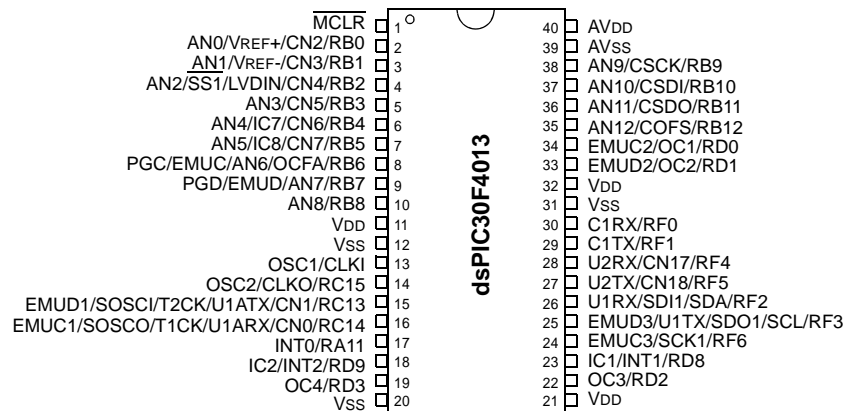 MCLR 1 40 AVDD
AN0/VREF+/CN2/RB0 2 39 AVSS
AN1/VREF-/CN3/RB1 3 38 AN9/CSCK/RB9
AN2/SS1/LVDIN/CN4/RB2 4 37 AN10/CSDI/RB10
AN3/CN5/RB3 5 36 AN11/CSDO/RB11
AN4/IC7/CN6/RB4 6 35 AN12/COFS/RB12
AN5/IC8/CN7/RB5 7 34 EMUC2/OC1/RD0
PGC/EMUC/AN6/OCFA/RB6 8 33 EMUD2/OC2/RD1
PGD/EMUD/AN7/RB7 9 32 VDD
AN8/RB8 10 31 VSS
VDD 11 30 C1RX/RF0
VSS 12 29 C1TX/RF1
OSC1/CLKI 13 28 U2RX/CN17/RF4
OSC2/CLKO/RC15 14 27 U2TX/CN18/RF5
EMUD1/SOSCI/T2CK/U1ATX/CN1/RC13 15 26 U1RX/SDI1/SDA/RF2
EMUC1/SOSCO/T1CK/U1ARX/CN0/RC14 16 25 EMUD3/U1TX/SDO1/SCL/RF3
INT0/RA11 17 24 EMUC3/SCK1/RF6
IC2/INT2/RD9 18 23 IC1/INT1/RD8
OC4/RD3 19 22 OC3/RD2
VSS 20 21 VDD
dsPIC30F4013